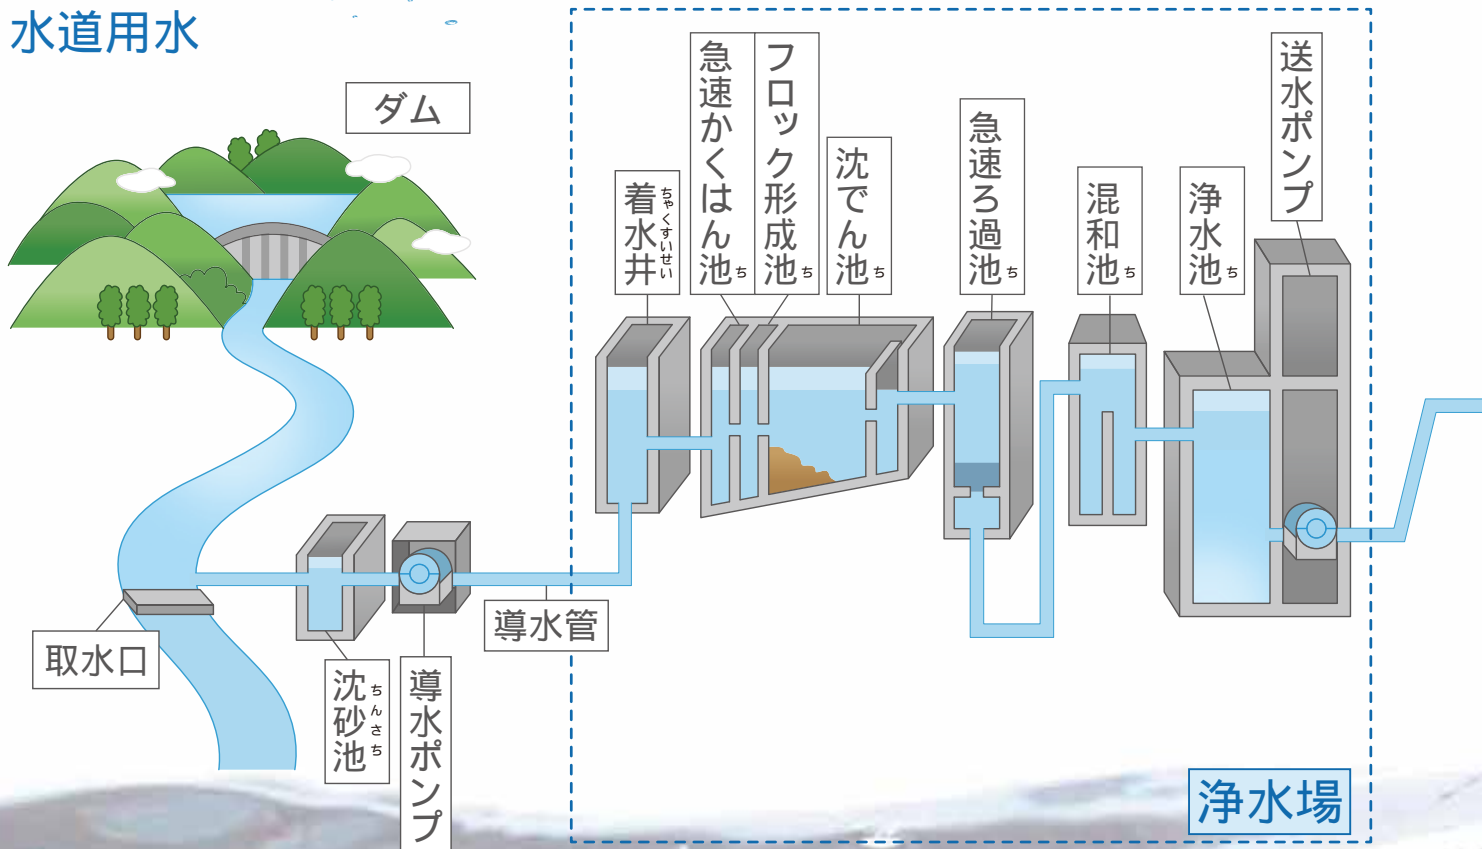 水道用水
ダム
取水口
沈砂池
ちんさち
導水ポンプ
導水管
着水井
ちゃくすいせい
急速かくはん池
ち
フロック形成池
ち
沈でん池
ち
急速ろ過池
ち
混和池
ち
浄水池
ち
送水ポンプ
浄水場